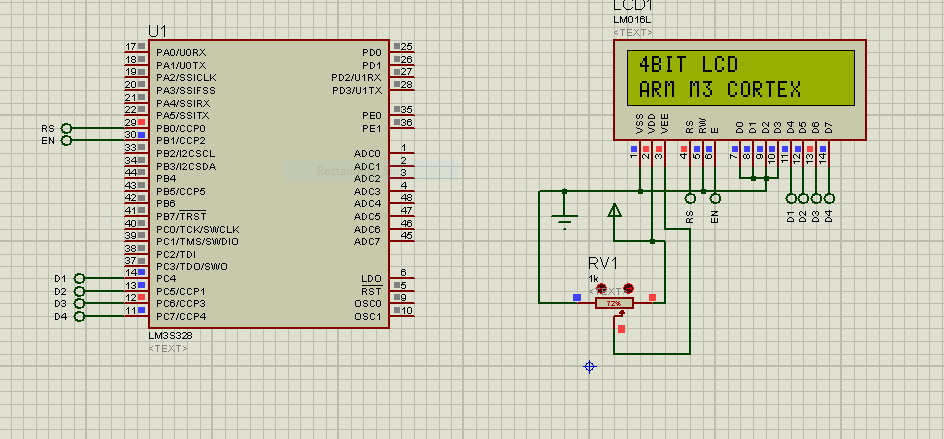 U1
17 PA0/U0RX PD0 25
18 PA1/U0TX PD1 26
19 PA2/SSICLK PD2/U1RX 27
20 PA3/SSIFSS PD3/U1TX 28
21 PA4/SSIRX
22 PA5/SSITX PE0 35
RS 29 PB0/CCP0 PE1 36
EN 30 PB1/CCP2
33 PB2/I2CSCL ADC0 1
34 PB3/I2CSDA ADC1 2
44 PB4 ADC2 3
43 PB5/CCP5 ADC3 4
42 PB6 ADC4 48
41 PB7/TRST ADC5 47
40 PC0/TCK/SWCLK ADC6 46
39 PC1/TMS/SWDIO ADC7 45
38 PC2/TDI
37 PC3/TDO/SWO
D1 14 PC4 LDO 6
D2 13 PC5/CCP1 RST 5
D3 12 PC6/CCP3 OSC0 9
D4 11 PC7/CCP4 OSC1 10
LM3S328
<TEXT>
LCD1
LM016L
<TEXT>
4BIT LCD
ARM M3 CORTEX
VSS VDD VEE RS RW E D0 D1 D2 D3 D4 D5 D6 D7
1 2 3 4 5 6 7 8 9 10 11 12 13 14
RS EN D1 D2 D3 D4
RV1
1k
<TEXT>
72%